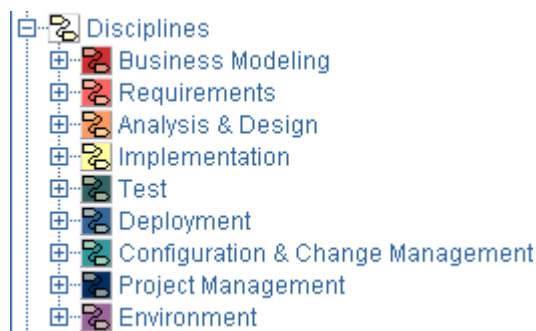 Disciplines
Business Modeling
Requirements
Analysis & Design
Implementation
Test
Deployment
Configuration & Change Management
Project Management
Environment